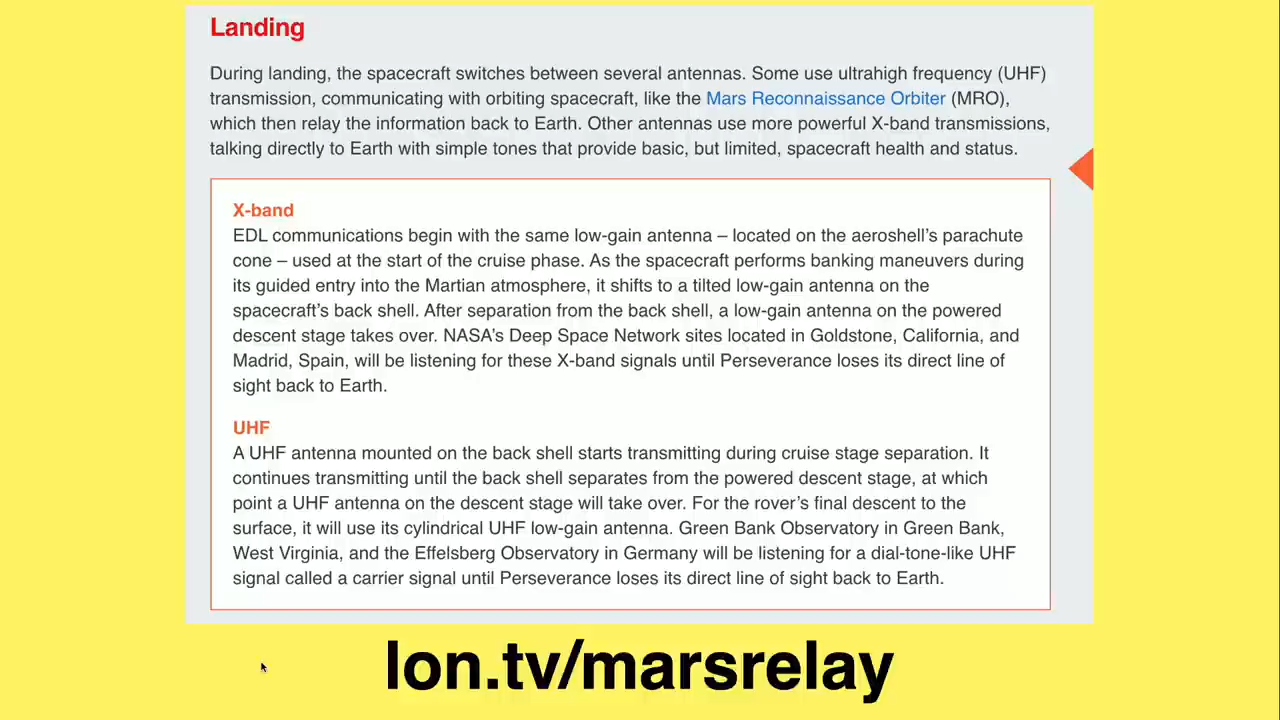 Landing
During landing, the spacecraft switches between several antennas. Some use ultrahigh frequency (UHF)
transmission, communicating with orbiting spacecraft, like the Mars Reconnaissance Orbiter (MRO),
which then relay the information back to Earth. Other antennas use more powerful X-band transmissions,
talking directly to Earth with simple tones that provide basic, but limited, spacecraft health and status.
X-band
EDL communications begin with the same low-gain antenna – located on the aeroshell’s parachute
cone – used at the start of the cruise phase. As the spacecraft performs banking maneuvers during
its guided entry into the Martian atmosphere, it shifts to a tilted low-gain antenna on the
spacecraft’s back shell. After separation from the back shell, a low-gain antenna on the powered
descent stage takes over. NASA’s Deep Space Network sites located in Goldstone, California, and
Madrid, Spain, will be listening for these X-band signals until Perseverance loses its direct line of
sight back to Earth.
UHF
A UHF antenna mounted on the back shell starts transmitting during cruise stage separation. It
continues transmitting until the back shell separates from the powered descent stage, at which
point a UHF antenna on the descent stage will take over. For the rover’s final descent to the
surface, it will use its cylindrical UHF low-gain antenna. Green Bank Observatory in Green Bank,
West Virginia, and the Effelsberg Observatory in Germany will be listening for a dial-tone-like UHF
signal called a carrier signal until Perseverance loses its direct line of sight back to Earth.
lon.tv/marsrelay